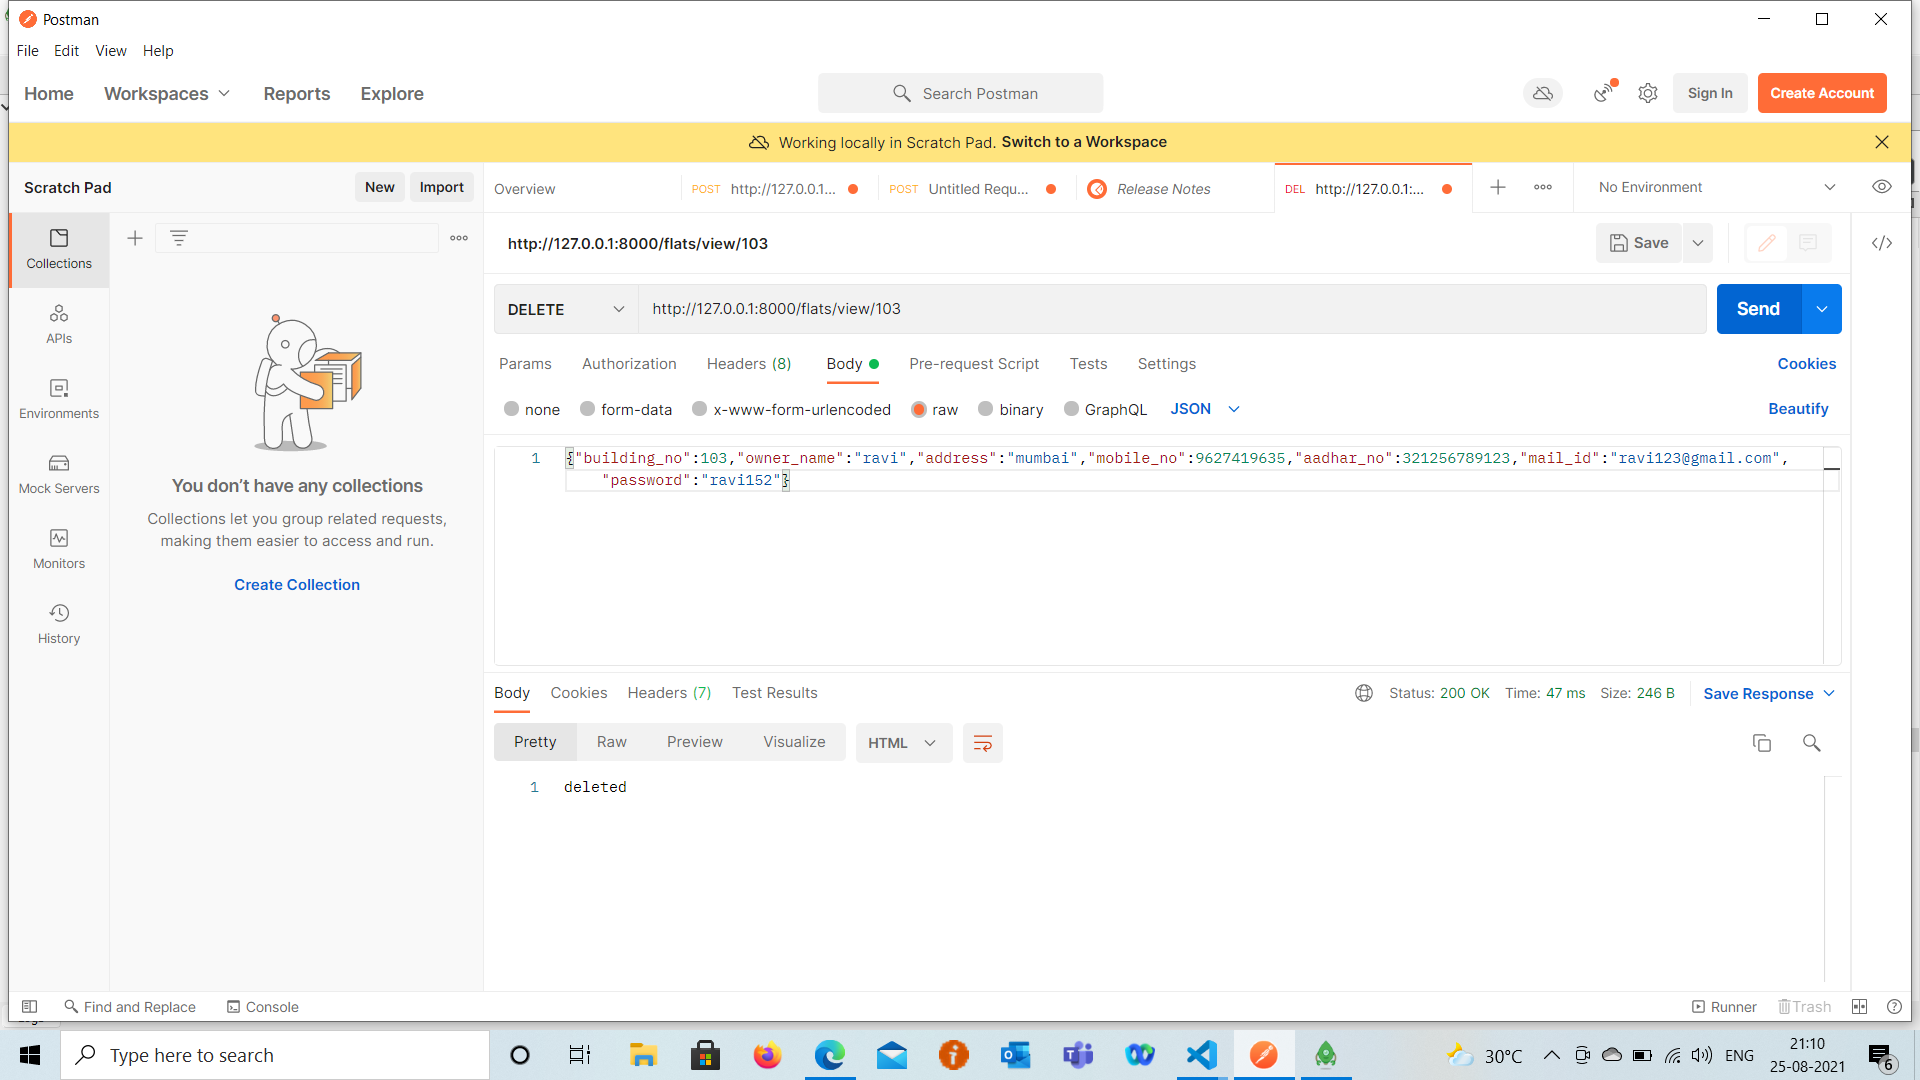 Postman
File Edit View Help
Home Workspaces Reports Explore
Search Postman
Sign In
Create Account
Working locally in Scratch Pad. Switch to a Workspace
Scratch Pad
New
Import
Overview
POST http://127.0.0.1...
POST Untitled Requ...
Release Notes
DEL http://127.0.0.1:...
No Environment
Collections
APIs
Environments
Mock Servers
Monitors
History
You don't have any collections
Collections let you group related requests,
making them easier to access and run.
Create Collection
http://127.0.0.1:8000/flats/view/103
Save
DELETE
http://127.0.0.1:8000/flats/view/103
Send
Params Authorization Headers (8) Body Pre-request Script Tests Settings
Cookies
none form-data x-www-form-urlencoded raw binary GraphQL JSON
Beautify
1 {"building_no":103,"owner_name":"ravi","address":"mumbai","mobile_no":9627419635,"aadhar_no":321256789123,"mail_id":"ravi123@gmail.com",
"password":"ravi152"}
Body Cookies Headers (7) Test Results
Status: 200 OK Time: 47 ms Size: 246 B
Save Response
Pretty Raw Preview Visualize
HTML
1 deleted
Find and Replace
Console
Runner
Trash
Type here to search
30°C
ENG
21:10
25-08-2021
6